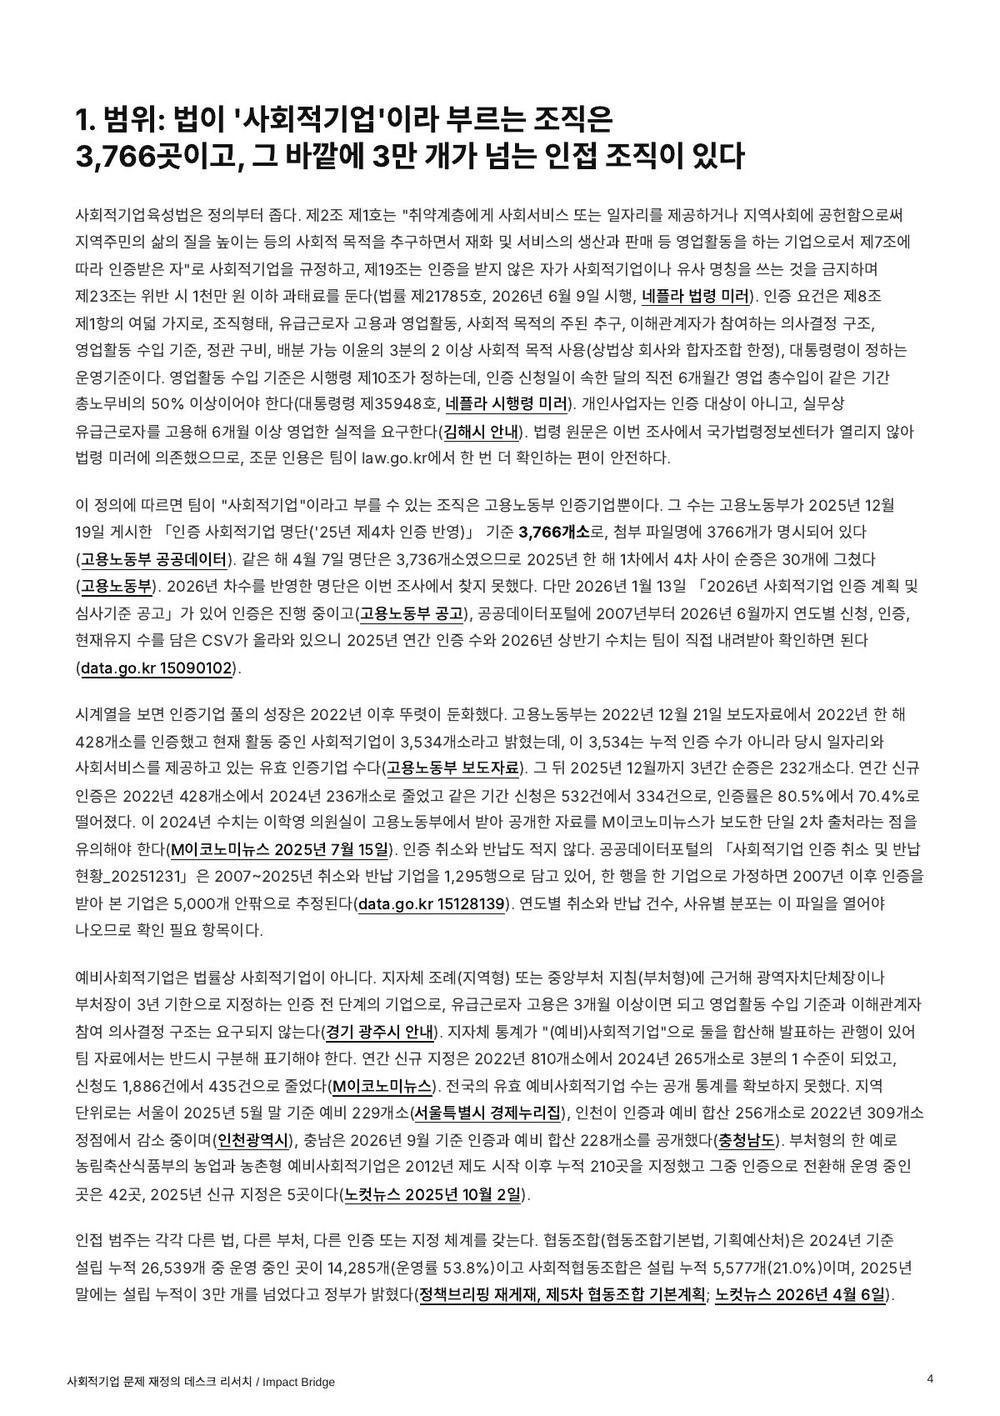 1. 범위: 법이 '사회적기업'이라 부르는 조직은
3,766곳이고, 그 바깥에 3만 개가 넘는 인접 조직이 있다
사회적기업육성법은 정의부터 좁다. 제2조 제1호는 "취약계층에게 사회서비스 또는 일자리를 제공하거나 지역사회에 공헌함으로써
지역주민의 삶의 질을 높이는 등의 사회적 목적을 추구하면서 재화 및 서비스의 생산과 판매 등 영업활동을 하는 기업으로서 제7조에
따라 인증받은 자"로 사회적기업을 규정하고, 제19조는 인증을 받지 않은 자가 사회적기업이나 유사 명칭을 쓰는 것을 금지하며
제23조는 위반 시 1천만 원 이하 과태료를 둔다(법률 제21785호, 2026년 6월 9일 시행, 네플라 법령 미러). 인증 요건은 제8조
제1항의 여덟 가지로, 조직형태, 유급근로자 고용과 영업활동, 사회적 목적의 주된 추구, 이해관계자가 참여하는 의사결정 구조,
영업활동 수입 기준, 정관 구비, 배분 가능 이윤의 3분의 2 이상 사회적 목적 사용(상법상 회사와 합자조합 한정), 대통령령이 정하는
운영기준이다. 영업활동 수입 기준은 시행령 제10조가 정하는데, 인증 신청일이 속한 달의 직전 6개월간 영업 총수입이 같은 기간
총노무비의 50% 이상이어야 한다(대통령령 제35948호, 네플라 시행령 미러). 개인사업자는 인증 대상이 아니고, 실무상
유급근로자를 고용해 6개월 이상 영업한 실적을 요구한다(김해시 안내). 법령 원문은 이번 조사에서 국가법령정보센터가 열리지 않아
법령 미러에 의존했으므로, 조문 인용은 팀이 law.go.kr에서 한 번 더 확인하는 편이 안전하다.
이 정의에 따르면 팀이 "사회적기업"이라고 부를 수 있는 조직은 고용노동부 인증기업뿐이다. 그 수는 고용노동부가 2025년 12월
19일 게시한 「인증 사회적기업 명단('25년 제4차 인증 반영)」 기준 3,766개소로, 첨부 파일명에 3766개가 명시되어 있다
(고용노동부 공공데이터). 같은 해 4월 7일 명단은 3,736개소였으므로 2025년 한 해 1차에서 4차 사이 순증은 30개에 그쳤다
(고용노동부). 2026년 차수를 반영한 명단은 이번 조사에서 찾지 못했다. 다만 2026년 1월 13일 「2026년 사회적기업 인증 계획 및
심사기준 공고」가 있어 인증은 진행 중이고(고용노동부 공고), 공공데이터포털에 2007년부터 2026년 6월까지 연도별 신청, 인증,
현재유지 수를 담은 CSV가 올라와 있으니 2025년 연간 인증 수와 2026년 상반기 수치는 팀이 직접 내려받아 확인하면 된다
(data.go.kr 15090102).
시계열을 보면 인증기업 풀의 성장은 2022년 이후 뚜렷이 둔화했다. 고용노동부는 2022년 12월 21일 보도자료에서 2022년 한 해
428개소를 인증했고 현재 활동 중인 사회적기업이 3,534개소라고 밝혔는데, 이 3,534는 누적 인증 수가 아니라 당시 일자리와
사회서비스를 제공하고 있는 유효 인증기업 수다(고용노동부 보도자료). 그 뒤 2025년 12월까지 3년간 순증은 232개소다. 연간 신규
인증은 2022년 428개소에서 2024년 236개소로 줄었고 같은 기간 신청은 532건에서 334건으로, 인증률은 80.5%에서 70.4%로
떨어졌다. 이 2024년 수치는 이학영 의원실이 고용노동부에서 받아 공개한 자료를 M이코노미뉴스가 보도한 단일 2차 출처라는 점을
유의해야 한다(M이코노미뉴스 2025년 7월 15일). 인증 취소와 반납도 적지 않다. 공공데이터포털의 「사회적기업 인증 취소 및 반납
현황_20251231」은 2007~2025년 취소와 반납 기업을 1,295행으로 담고 있어, 한 행을 한 기업으로 가정하면 2007년 이후 인증을
받아 본 기업은 5,000개 안팎으로 추정된다(data.go.kr 15128139). 연도별 취소와 반납 건수, 사유별 분포는 이 파일을 열어야
나오므로 확인 필요 항목이다.
예비사회적기업은 법률상 사회적기업이 아니다. 지자체 조례(지역형) 또는 중앙부처 지침(부처형)에 근거해 광역자치단체장이나
부처장이 3년 기한으로 지정하는 인증 전 단계의 기업으로, 유급근로자 고용은 3개월 이상이면 되고 영업활동 수입 기준과 이해관계자
참여 의사결정 구조는 요구되지 않는다(경기 광주시 안내). 지자체 통계가 "(예비)사회적기업"으로 둘을 합산해 발표하는 관행이 있어
팀 자료에서는 반드시 구분해 표기해야 한다. 연간 신규 지정은 2022년 810개소에서 2024년 265개소로 3분의 1 수준이 되었고,
신청도 1,886건에서 435건으로 줄었다(M이코노미뉴스). 전국의 유효 예비사회적기업 수는 공개 통계를 확보하지 못했다. 지역
단위로는 서울이 2025년 5월 말 기준 예비 229개소(서울특별시 경제누리집), 인천이 인증과 예비 합산 256개소로 2022년 309개소
정점에서 감소 중이며(인천광역시), 충남은 2026년 9월 기준 인증과 예비 합산 228개소를 공개했다(충청남도). 부처형의 한 예로
농림축산식품부의 농업과 농촌형 예비사회적기업은 2012년 제도 시작 이후 누적 210곳을 지정했고 그중 인증으로 전환해 운영 중인
곳은 42곳, 2025년 신규 지정은 5곳이다(노컷뉴스 2025년 10월 2일).
인접 범주는 각각 다른 법, 다른 부처, 다른 인증 또는 지정 체계를 갖는다. 협동조합(협동조합기본법, 기획예산처)은 2024년 기준
설립 누적 26,539개 중 운영 중인 곳이 14,285개(운영률 53.8%)이고 사회적협동조합은 설립 누적 5,577개(21.0%)이며, 2025년
말에는 설립 누적이 3만 개를 넘었다고 정부가 밝혔다(정책브리핑 재게재, 제5차 협동조합 기본계획; 노컷뉴스 2026년 4월 6일).
사회적기업 문제 재정의 데스크 리서치 / Impact Bridge
4